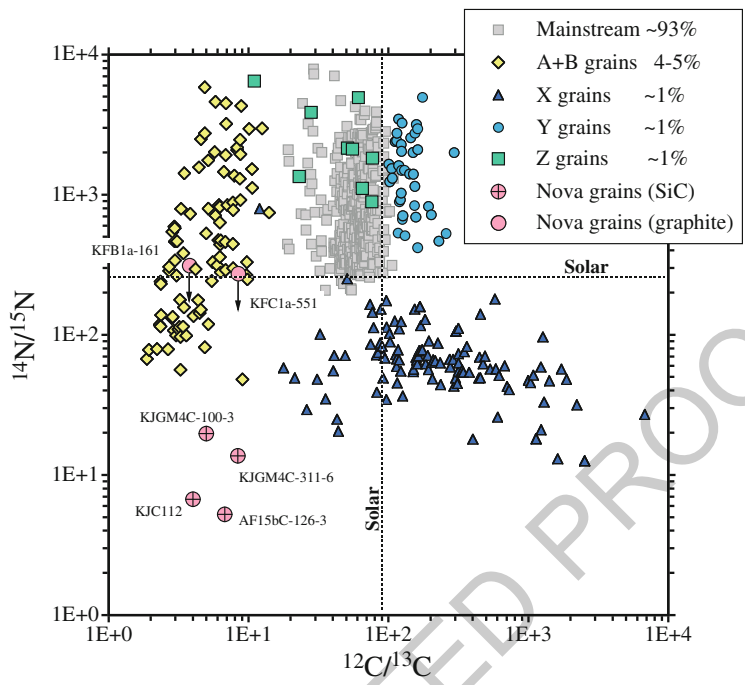 Mainstream ~93%
A+B grains 4-5%
X grains ~1%
Y grains ~1%
Z grains ~1%
Nova grains (SiC)
Nova grains (graphite)
1E+4
1E+3
1E+2
1E+1
1E+0
¹⁴N/¹⁵N
KFB1a-161
KFC1a-551
Solar
KJGM4C-100-3
KJGM4C-311-6
KJC112
AF15bC-126-3
Solar
1E+0 1E+1 1E+2 1E+3 1E+4
¹²C/¹³C
TED PROO